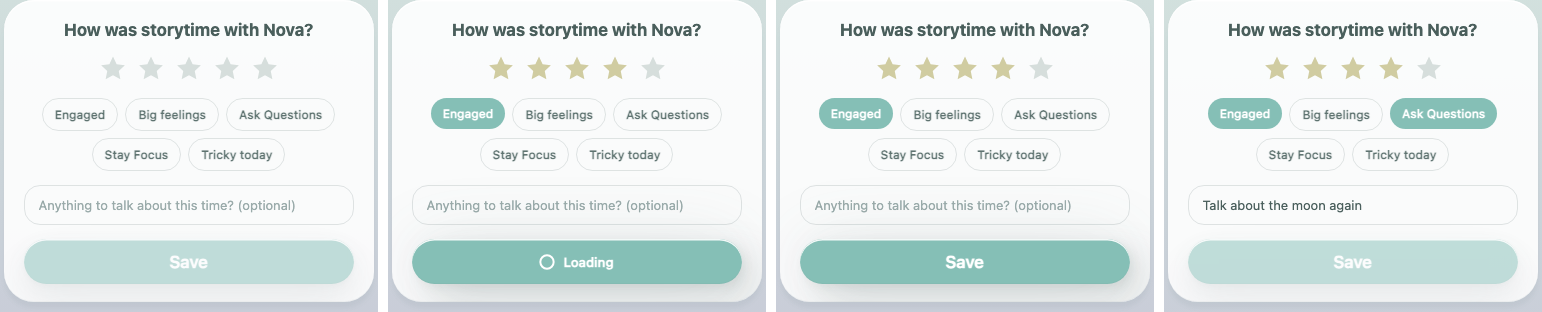 How was storytime with Nova?
Engaged Big feelings Ask Questions
Stay Focus Tricky today
Anything to talk about this time? (optional)
Save
How was storytime with Nova?
Engaged Big feelings Ask Questions
Stay Focus Tricky today
Anything to talk about this time? (optional)
Loading
How was storytime with Nova?
Engaged Big feelings Ask Questions
Stay Focus Tricky today
Anything to talk about this time? (optional)
Save
How was storytime with Nova?
Engaged Big feelings Ask Questions
Stay Focus Tricky today
Talk about the moon again
Save